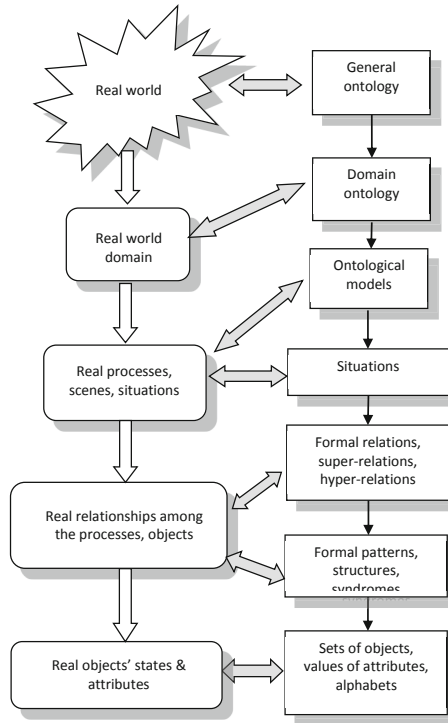 Real world
General
ontology
Domain
ontology
Real world
domain
Ontological
models
Real processes,
scenes, situations
Situations
Formal relations,
super-relations,
hyper-relations
Real relationships among
the processes, objects
Formal patterns,
structures,
syndromes
Real objects’ states &
attributes
Sets of objects,
values of attributes,
alphabets